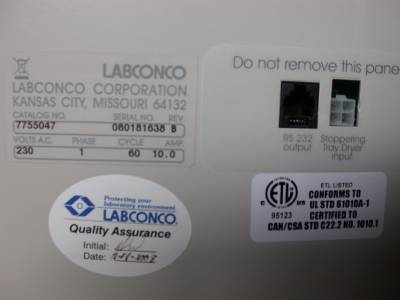 LABCONCO
LABCONCO CORPORATION
KANSAS CITY, MISSOURI 64132
CATALOG NO. SERIAL NO. REV.
7755047 080181638 B
VOLTS A.C. PHASE CYCLE AMP.
230 1 60 10.0
Do not remove this pane
RS 232
output
Stoppering
Tray Dryer
input
Protecting your
laboratory environment
LABCONCO
Quality Assurance
Initial:
Date:
ETL LISTED
CONFORMS TO
UL STD 61010A-1
CERTIFIED TO
CAN/CSA STD C22.2 NO. 1010.1
ETL
95123